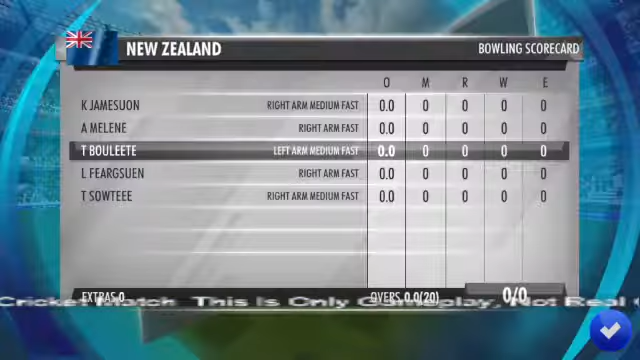 NEW ZEALAND BOWLING SCORECARD
O M R W E
K JAMESUON RIGHT ARM MEDIUM FAST 0.0 0 0 0 0
A MELENE RIGHT ARM FAST 0.0 0 0 0 0
T BOULEETE LEFT ARM MEDIUM FAST 0.0 0 0 0 0
L FEARGSUEN RIGHT ARM FAST 0.0 0 0 0 0
T SOWTEEE RIGHT ARM MEDIUM FAST 0.0 0 0 0 0
EXTRAS 0 OVERS 0.0(20) 0/0
Cricket Match This Is Only Gameplay, Not Real